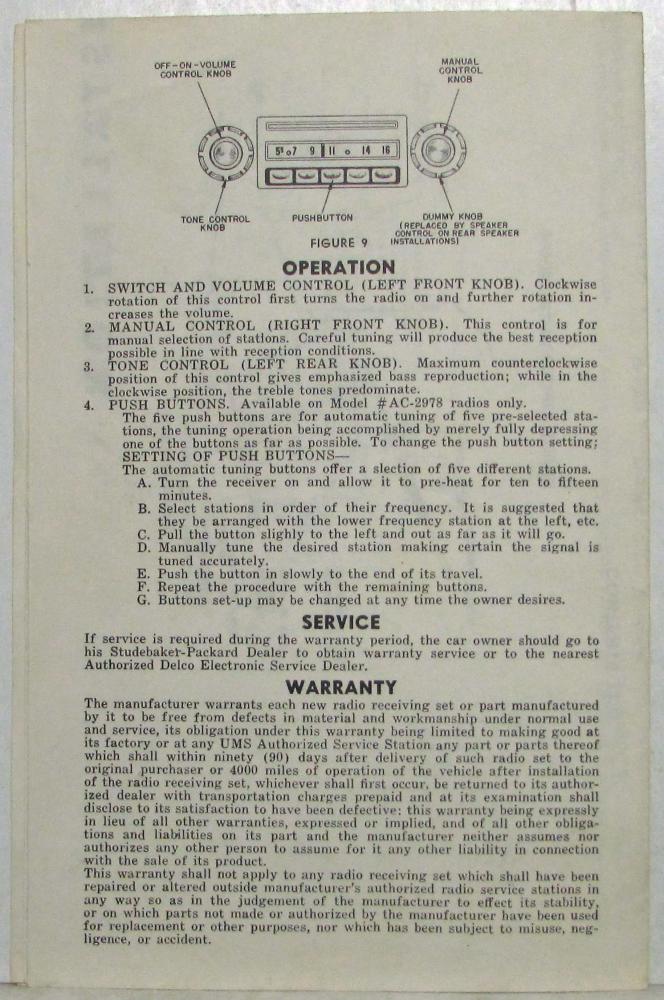 OFF-ON-VOLUME
CONTROL KNOB
MANUAL
CONTROL
KNOB
5⁵ 7 9 11 14 16
TONE CONTROL
KNOB
PUSHBUTTON
DUMMY KNOB
(REPLACED BY SPEAKER
CONTROL ON REAR SPEAKER
INSTALLATIONS)
FIGURE 9
OPERATION
1. SWITCH AND VOLUME CONTROL (LEFT FRONT KNOB). Clockwise
rotation of this control first turns the radio on and further rotation in-
creases the volume.
2. MANUAL CONTROL (RIGHT FRONT KNOB). This control is for
manual selection of stations. Careful tuning will produce the best reception
possible in line with reception conditions.
3. TONE CONTROL (LEFT REAR KNOB). Maximum counterclockwise
position of this control gives emphasized bass reproduction; while in the
clockwise position, the treble tones predominate.
4. PUSH BUTTONS. Available on Model #AC-2978 radios only.
The five push buttons are for automatic tuning of five pre-selected sta-
tions, the tuning operation being accomplished by merely fully depressing
one of the buttons as far as possible. To change the push button setting;
SETTING OF PUSH BUTTONS—
The automatic tuning buttons offer a slection of five different stations.
A. Turn the receiver on and allow it to pre-heat for ten to fifteen
minutes.
B. Select stations in order of their frequency. It is suggested that
they be arranged with the lower frequency station at the left, etc.
C. Pull the button slighly to the left and out as far as it will go.
D. Manually tune the desired station making certain the signal is
tuned accurately.
E. Push the button in slowly to the end of its travel.
F. Repeat the procedure with the remaining buttons.
G. Buttons set-up may be changed at any time the owner desires.
SERVICE
If service is required during the warranty period, the car owner should go to
his Studebaker-Packard Dealer to obtain warranty service or to the nearest
Authorized Delco Electronic Service Dealer.
WARRANTY
The manufacturer warrants each new radio receiving set or part manufactured
by it to be free from defects in material and workmanship under normal use
and service, its obligation under this warranty being limited to making good at
its factory or at any UMS Authorized Service Station any part or parts thereof
which shall within ninety (90) days after delivery of such radio set to the
original purchaser or 4000 miles of operation of the vehicle after installation
of the radio receiving set, whichever shall first occur, be returned to its author-
ized dealer with transportation charges prepaid and at its examination shall
disclose to its satisfaction to have been defective; this warranty being expressly
in lieu of all other warranties, expressed or implied, and of all other obliga-
tions and liabilities on its part and the manufacturer neither assumes nor
authorizes any other person to assume for it any other liability in connection
with the sale of its product.
This warranty shall not apply to any radio receiving set which shall have been
repaired or altered outside manufacturer's authorized radio service stations in
any way so as in the judgement of the manufacturer to effect its stability,
or on which parts not made or authorized by the manufacturer have been used
for replacement or other purposes, nor which has been subject to misuse, neg-
ligence, or accident.